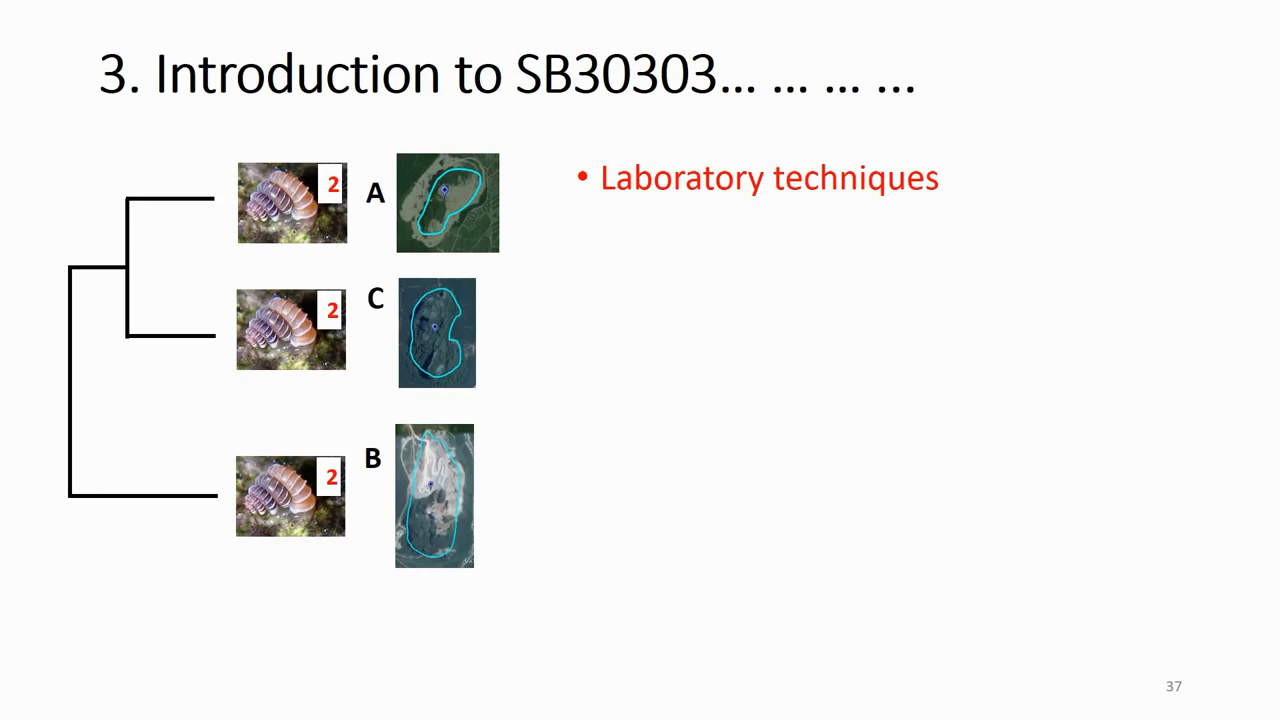 3. Introduction to SB30303... ... ... ...
2
A
• Laboratory techniques
2
C
2
B
37